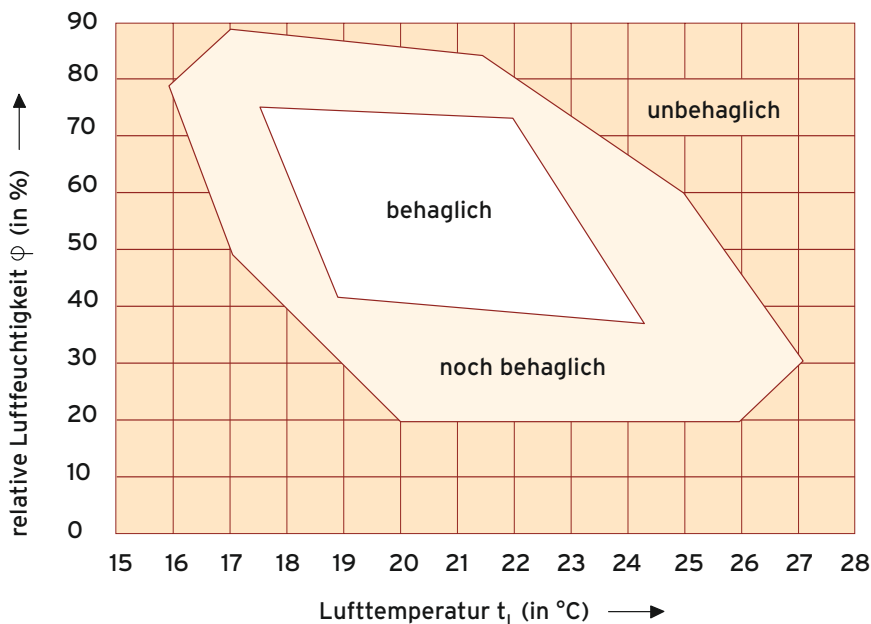 90
80
70
60
50
40
30
20
10
0
relative Luftfeuchtigkeit φ (in %)
unbehaglich
behaglich
noch behaglich
15 16 17 18 19 20 21 22 23 24 25 26 27 28
Lufttemperatur tL (in °C)